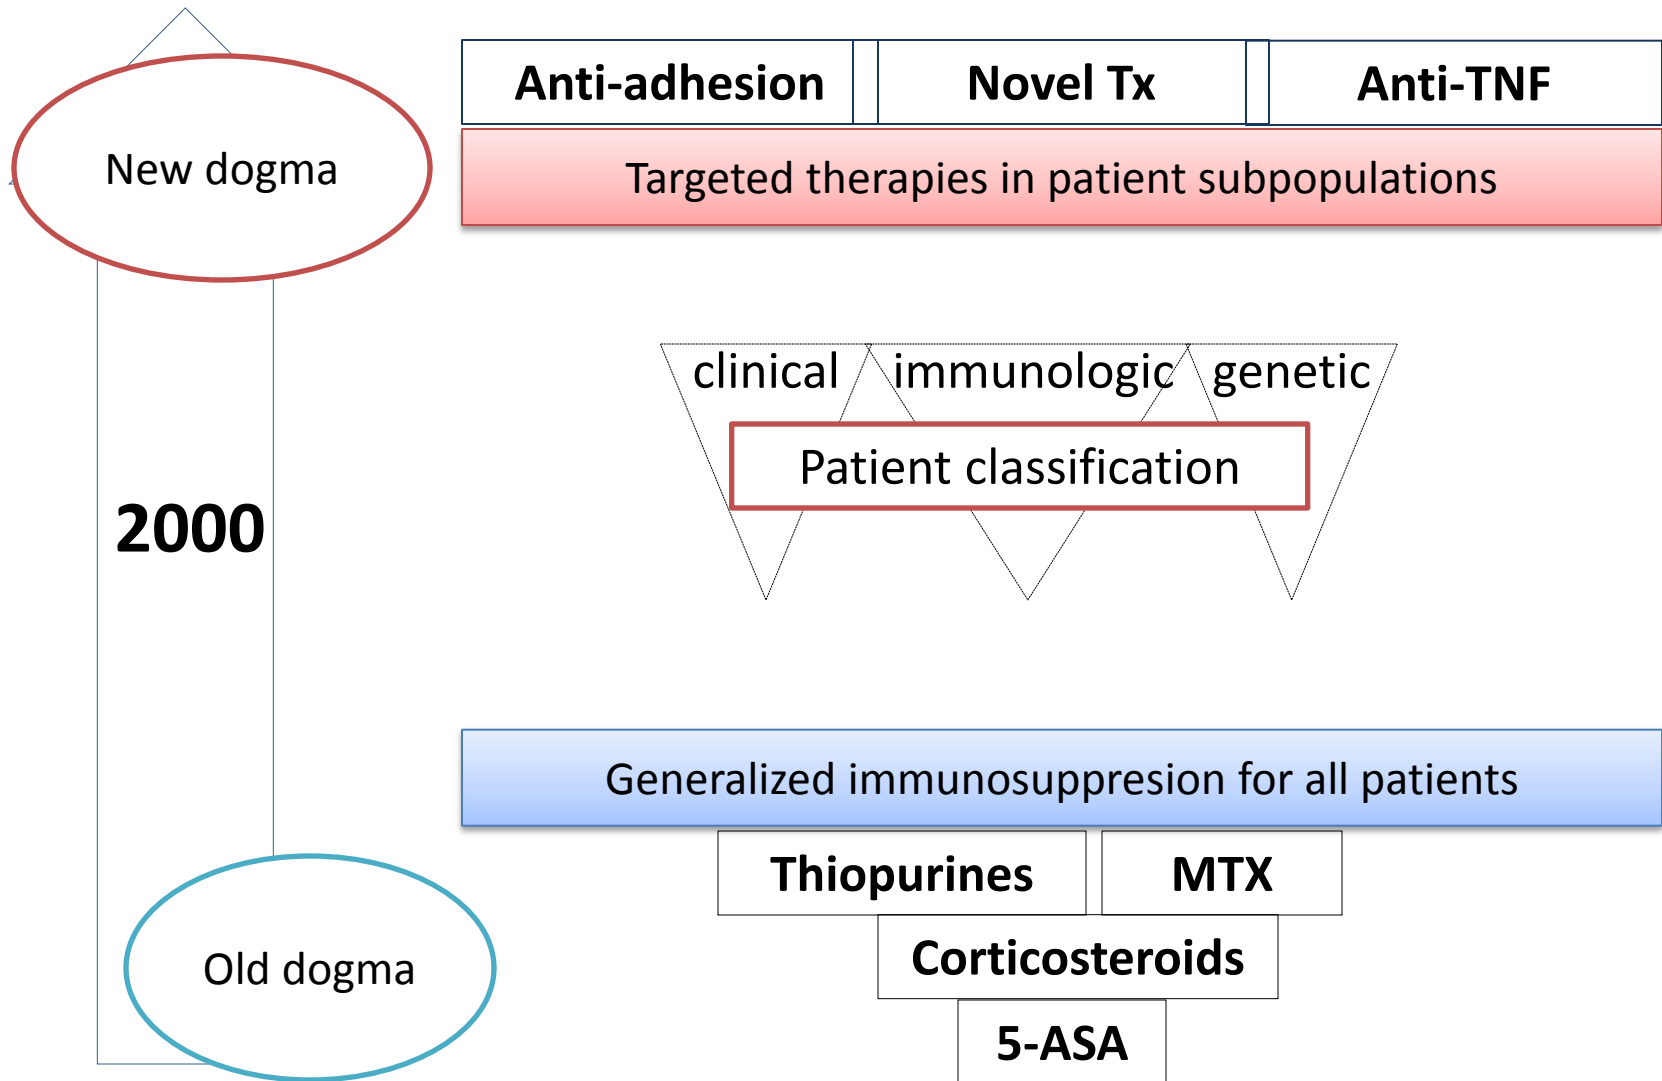 Anti-adhesion Novel Tx Anti-TNF
New dogma
Targeted therapies in patient subpopulations
clinical immunologic genetic
Patient classification
2000
Generalized immunosuppresion for all patients
Thiopurines MTX
Corticosteroids
Old dogma
5-ASA